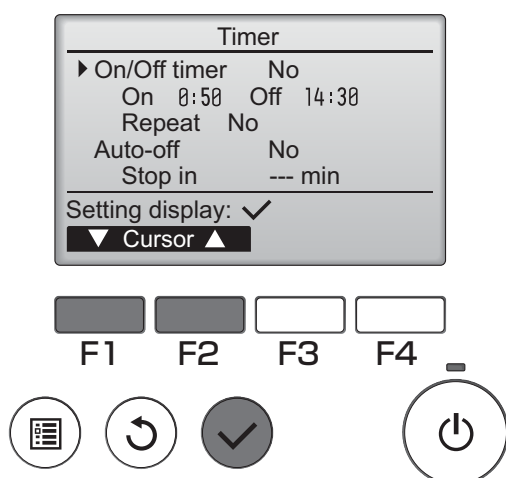 Timer
On/Off timer No
On 0:50 Off 14:30
Repeat No
Auto-off No
Stop in --- min
Setting display: ✓
▼ Cursor ▲
F1 F2 F3 F4